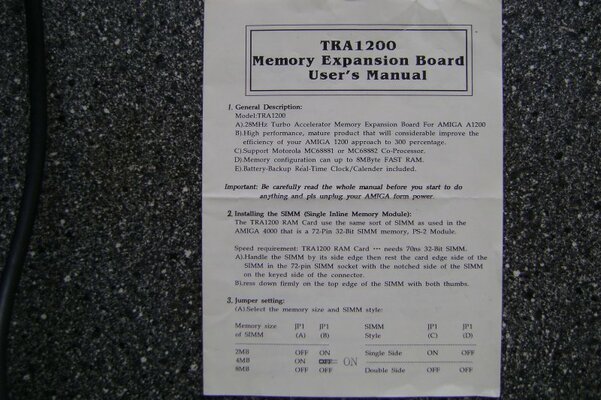 TRA1200
Memory Expansion Board
User's Manual
1. General Description:
Model:TRA1200
A).28MHz Turbo Accelerator Memory Expansion Board For AMIGA A1200
B).High performance, mature product that will considerable improve the
efficiency of your AMIGA 1200 approach to 300 percentage.
C).Support Motorola MC68881 or MC68882 Co-Processor.
D).Memory configuration can up to 8MByte FAST RAM.
E).Battery-Backup Real-Time Clock/Calender included.
Important: Be carefully read the whole manual before you start to do
anything and pls unplug your AMIGA form power.
2. Installing the SIMM (Single Inline Memory Module):
The TRA1200 RAM Card use the same sort of SIMM as used in the
AMIGA 4000 that is a 72-Pin 32-Bit SIMM memory, PS-2 Module.
Speed requirement: TRA1200 RAM Card ··· needs 70ns 32-Bit SIMM.
A).Handle the SIMM by its side edge then rest the card edge side of the
SIMM in the 72-pin SIMM socket with the notched side of the SIMM
on the keyed side of the connector.
B).ress down firmly on the top edge of the SIMM with both thumbs.
3. Jumper setting:
(A).Select the memory size and SIMM style:
Memory size JP1 JP1 SIMM JP1 JP1
of SIMM (A) (B) Style (C) (D)
2MB OFF ON Single Side ON OFF
4MB ON OFF ON
8MB OFF OFF Double Side OFF OFF